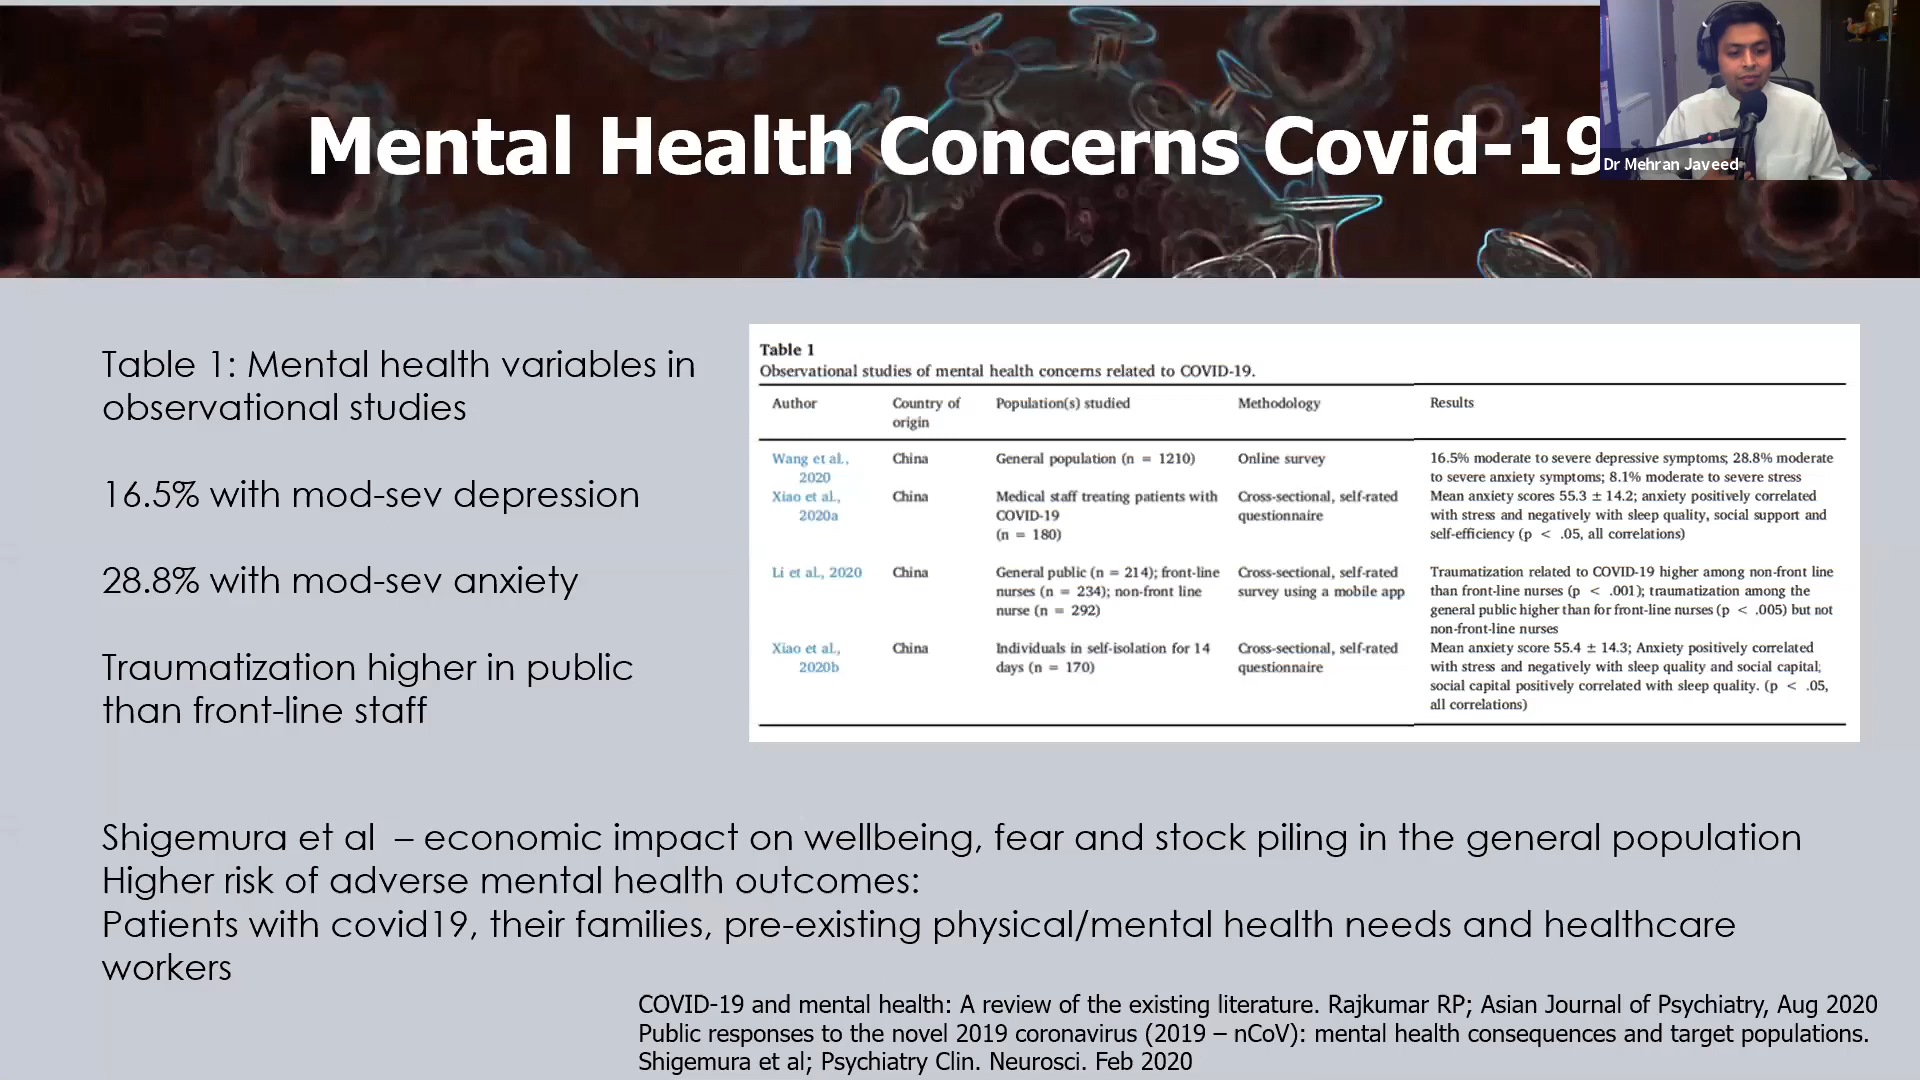 Mental Health Concerns Covid-19
Dr Mehran Javeed
Table 1: Mental health variables in
observational studies
16.5% with mod-sev depression
28.8% with mod-sev anxiety
Traumatization higher in public
than front-line staff
Table 1
Observational studies of mental health concerns related to COVID-19.
Author Country of origin Population(s) studied Methodology Results
Wang et al., 2020 China General population (n = 1210) Online survey 16.5% moderate to severe depressive symptoms; 28.8% moderate
to severe anxiety symptoms; 8.1% moderate to severe stress
Xiao et al., 2020a China Medical staff treating patients with COVID-19 (n = 180) Cross-sectional, self-rated questionnaire Mean anxiety scores 55.3 ± 14.2; anxiety positively correlated
with stress and negatively with sleep quality, social support and
self-efficiency (p < .05, all correlations)
Li et al., 2020 China General public (n = 214); front-line nurses (n = 234); non-front line nurse (n = 292) Cross-sectional, self-rated survey using a mobile app Traumatization related to COVID-19 higher among non-front line
than front-line nurses (p < .001); traumatization among the
general public higher than for front-line nurses (p < .005) but not
non-front-line nurses
Xiao et al., 2020b China Individuals in self-isolation for 14 days (n = 170) Cross-sectional, self-rated questionnaire Mean anxiety score 55.4 ± 14.3; Anxiety positively correlated
with stress and negatively with sleep quality and social capital;
social capital positively correlated with sleep quality. (p < .05,
all correlations)
Shigemura et al – economic impact on wellbeing, fear and stock piling in the general population
Higher risk of adverse mental health outcomes:
Patients with covid19, their families, pre-existing physical/mental health needs and healthcare
workers
COVID-19 and mental health: A review of the existing literature. Rajkumar RP; Asian Journal of Psychiatry, Aug 2020
Public responses to the novel 2019 coronavirus (2019 – nCoV): mental health consequences and target populations.
Shigemura et al; Psychiatry Clin. Neurosci. Feb 2020